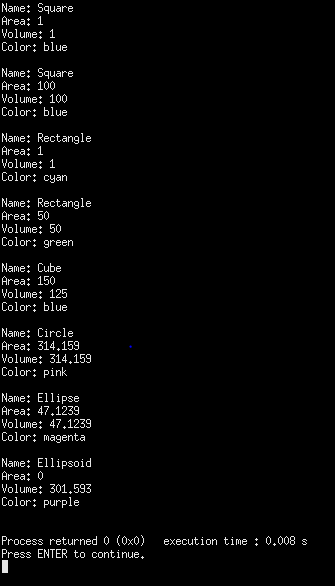 Name: Square
Area: 1
Volume: 1
Color: blue
Name: Square
Area: 100
Volume: 100
Color: blue
Name: Rectangle
Area: 1
Volume: 1
Color: cyan
Name: Rectangle
Area: 50
Volume: 50
Color: green
Name: Cube
Area: 150
Volume: 125
Color: blue
Name: Circle
Area: 314.159
Volume: 314.159
Color: pink
Name: Ellipse
Area: 47.1239
Volume: 47.1239
Color: magenta
Name: Ellipsoid
Area: 0
Volume: 301.593
Color: purple
Process returned 0 (0x0)   execution time : 0.008 s
Press ENTER to continue.